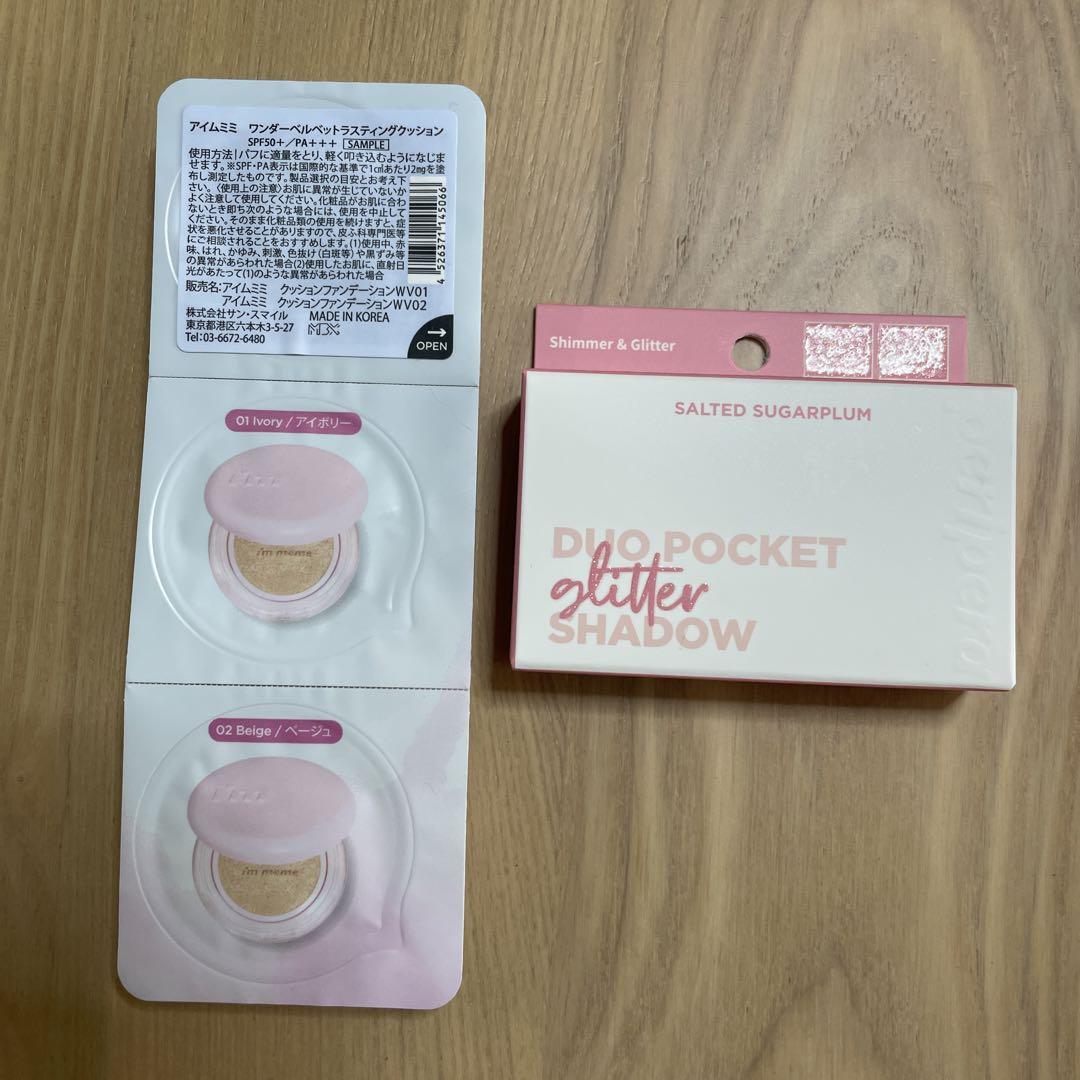 アイムミミ ワンダーベルベットラスティングクッション
SPF50+/PA+++ [SAMPLE]
使用方法|パフに適量をとり、軽く叩き込むようになじま
せます。※SPF・PA表示は国際的な基準で1㎠あたり2㎎を塗
布し測定したものです。製品選択の目安とお考え下
さい。〈使用上の注意〉お肌に異常が生じていないか
よく注意して使用してください。化粧品がお肌に合わ
ないとき即ち次のような場合には、使用を中止して
ください。そのまま化粧品類の使用を続けますと、症
状を悪化させることがありますので、皮ふ科専門医等
にご相談されることをおすすめします。(1)使用中、赤
味、はれ、かゆみ、刺激、色抜け(白斑等)や黒ずみ等
の異常があらわれた場合(2)使用したお肌に、直射日
光があたって(1)のような異常があらわれた場合
販売名:アイムミミ クッションファンデーションWV01
アイムミミ クッションファンデーションWV02
株式会社サン・スマイル MADE IN KOREA
東京都港区六本木3-5-27
Tel:03-6672-6480
4 526371 145066
→
OPEN
01 Ivory / アイボリー
i'm meme
02 Beige / ベージュ
i'm meme
Shimmer & Glitter
SALTED SUGARPLUM
DUO POCKET
glitter
SHADOW
peripera